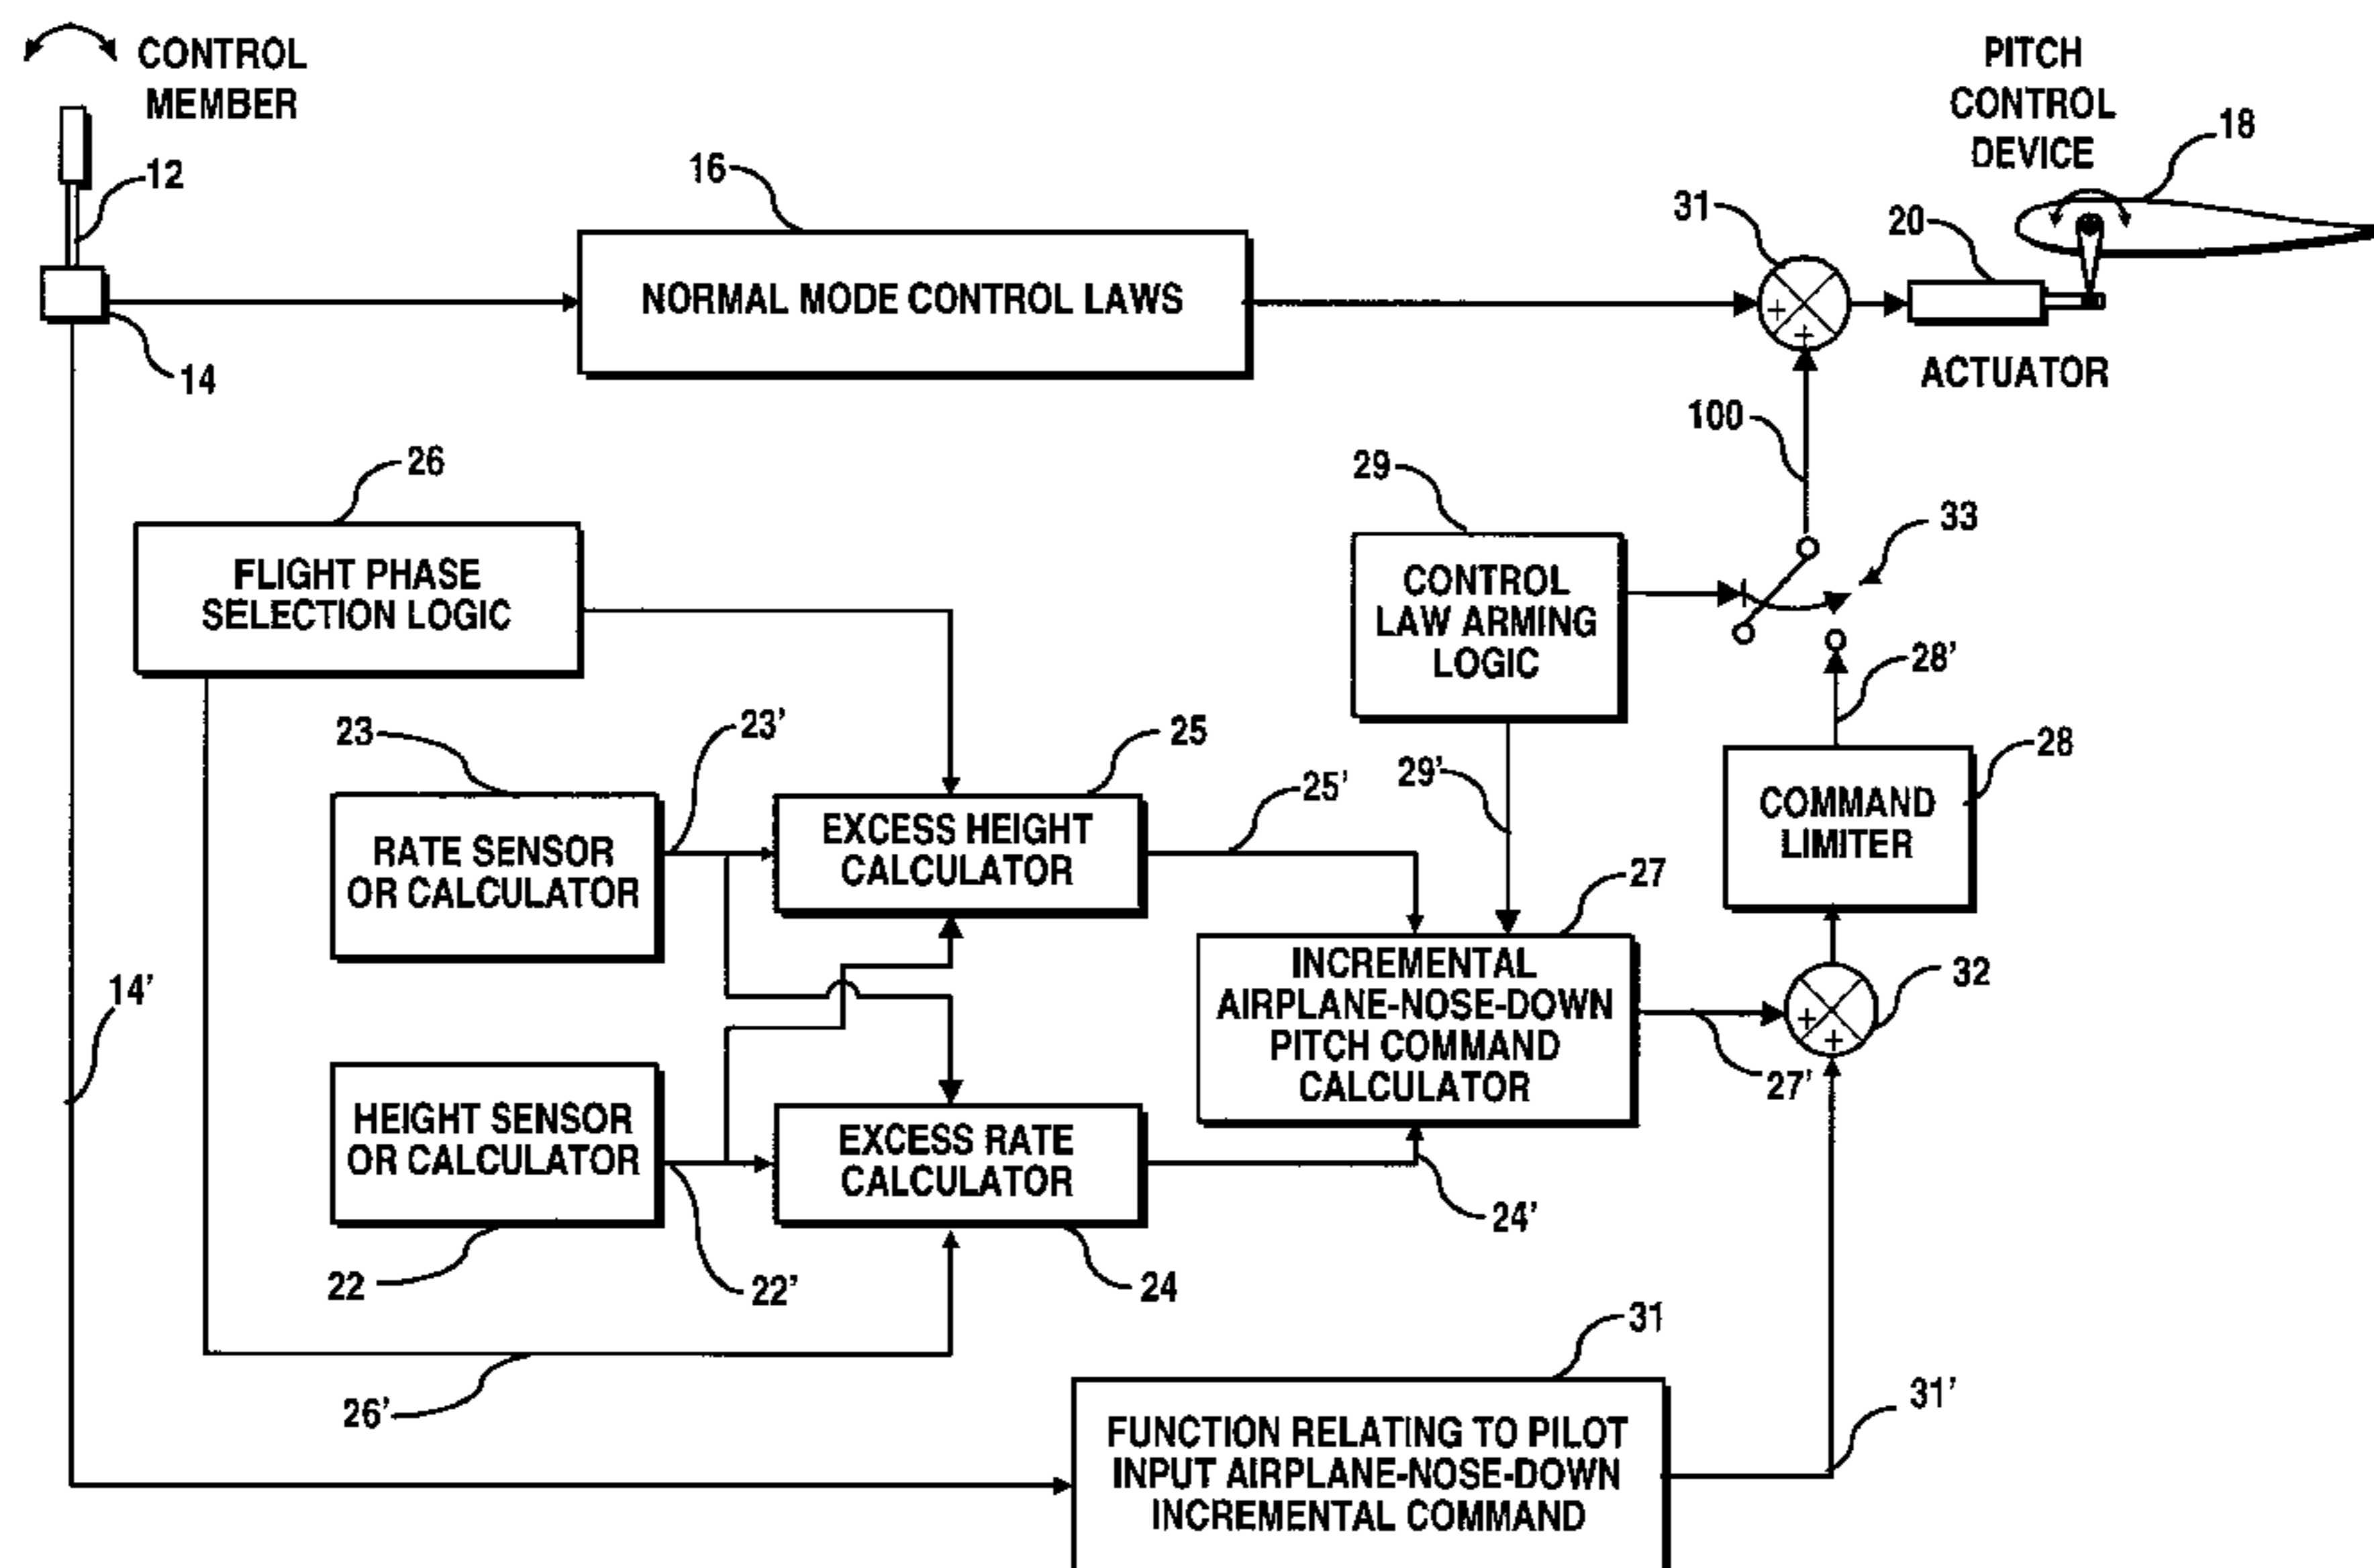 CONTROL
MEMBER
12
14
16
NORMAL MODE CONTROL LAWS
31
+
+
20
PITCH
CONTROL
DEVICE
18
ACTUATOR
100
26
FLIGHT PHASE
SELECTION LOGIC
29
CONTROL
LAW ARMING
LOGIC
33
28'
23
23'
25
25'
29'
28
COMMAND
LIMITER
RATE SENSOR
OR CALCULATOR
EXCESS HEIGHT
CALCULATOR
27
INCREMENTAL
AIRPLANE-NOSE-DOWN
PITCH COMMAND
CALCULATOR
32
+
+
27'
14'
HEIGHT SENSOR
OR CALCULATOR
EXCESS RATE
CALCULATOR
22
22'
24
24'
26'
31
31'
FUNCTION RELATING TO PILOT
INPUT AIRPLANE-NOSE-DOWN
INCREMENTAL COMMAND